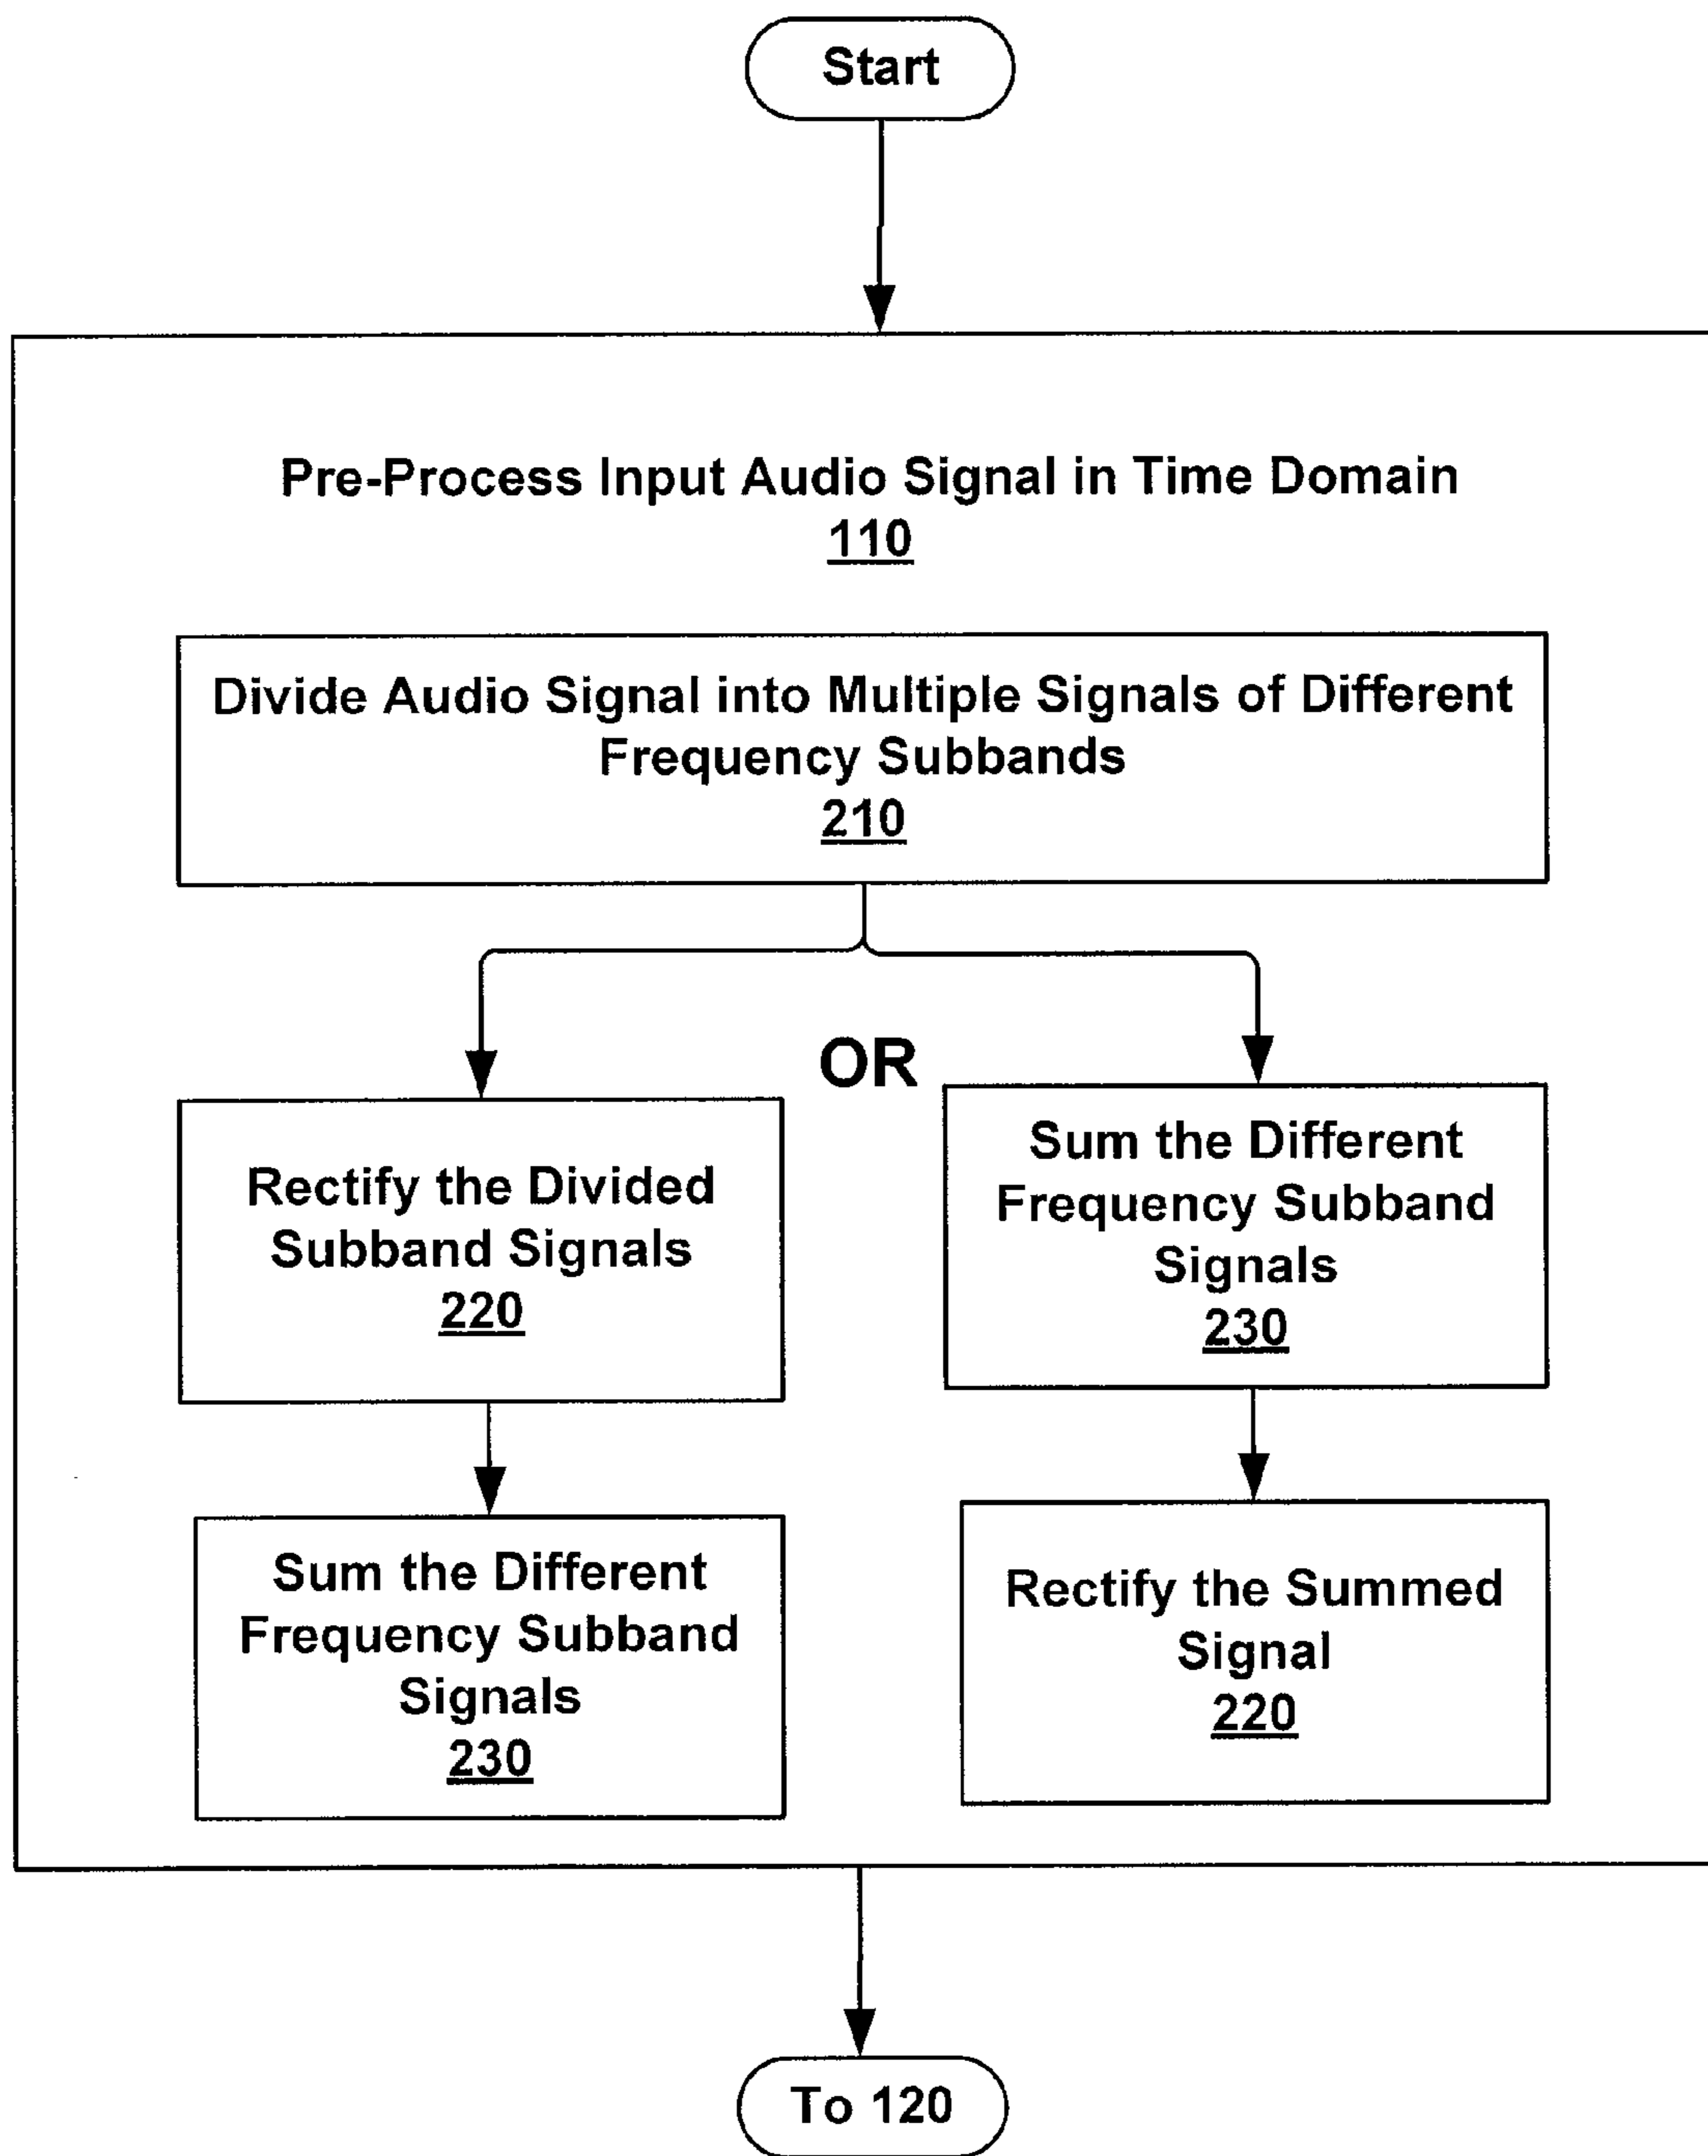 Start
Pre-Process Input Audio Signal in Time Domain
110
Divide Audio Signal into Multiple Signals of Different
Frequency Subbands
210
OR
Rectify the Divided
Subband Signals
220
Sum the Different
Frequency Subband
Signals
230
Sum the Different
Frequency Subband
Signals
230
Rectify the Summed
Signal
220
To 120